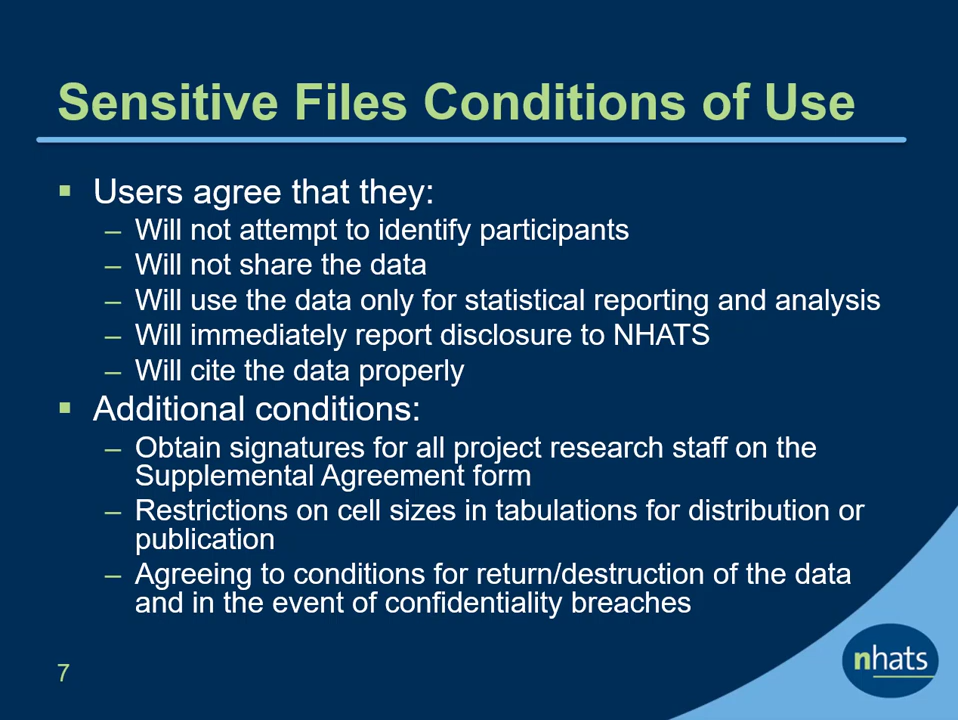 Sensitive Files Conditions of Use
▪ Users agree that they:
– Will not attempt to identify participants
– Will not share the data
– Will use the data only for statistical reporting and analysis
– Will immediately report disclosure to NHATS
– Will cite the data properly
▪ Additional conditions:
– Obtain signatures for all project research staff on the
Supplemental Agreement form
– Restrictions on cell sizes in tabulations for distribution or
publication
– Agreeing to conditions for return/destruction of the data
and in the event of confidentiality breaches
7
nhats